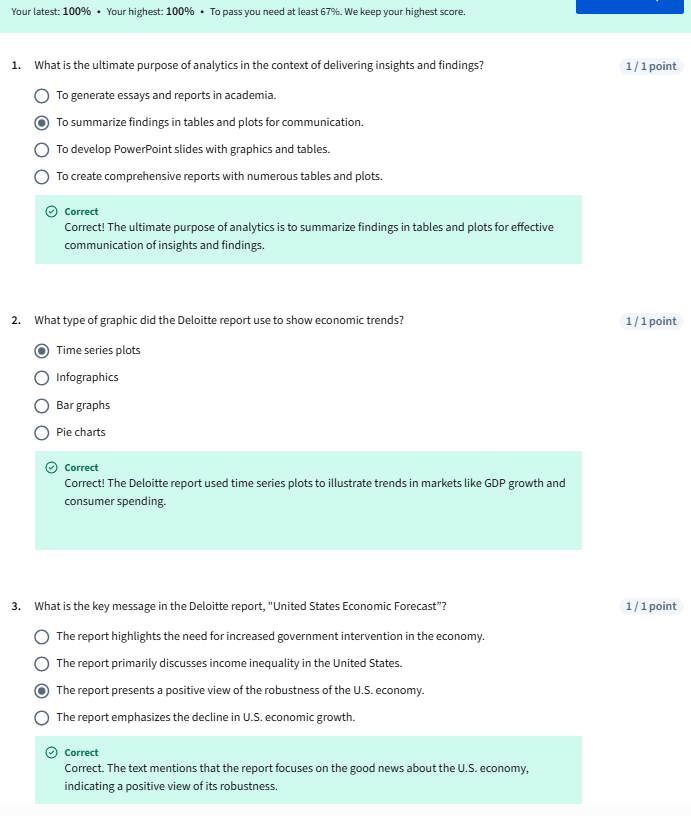 Your latest: 100% • Your highest: 100% • To pass you need at least 67%. We keep your highest score.
1. What is the ultimate purpose of analytics in the context of delivering insights and findings? 1 / 1 point
To generate essays and reports in academia.
To summarize findings in tables and plots for communication.
To develop PowerPoint slides with graphics and tables.
To create comprehensive reports with numerous tables and plots.
Correct
Correct! The ultimate purpose of analytics is to summarize findings in tables and plots for effective
communication of insights and findings.
2. What type of graphic did the Deloitte report use to show economic trends? 1 / 1 point
Time series plots
Infographics
Bar graphs
Pie charts
Correct
Correct! The Deloitte report used time series plots to illustrate trends in markets like GDP growth and
consumer spending.
3. What is the key message in the Deloitte report, "United States Economic Forecast”? 1 / 1 point
The report highlights the need for increased government intervention in the economy.
The report primarily discusses income inequality in the United States.
The report presents a positive view of the robustness of the U.S. economy.
The report emphasizes the decline in U.S. economic growth.
Correct
Correct. The text mentions that the report focuses on the good news about the U.S. economy,
indicating a positive view of its robustness.